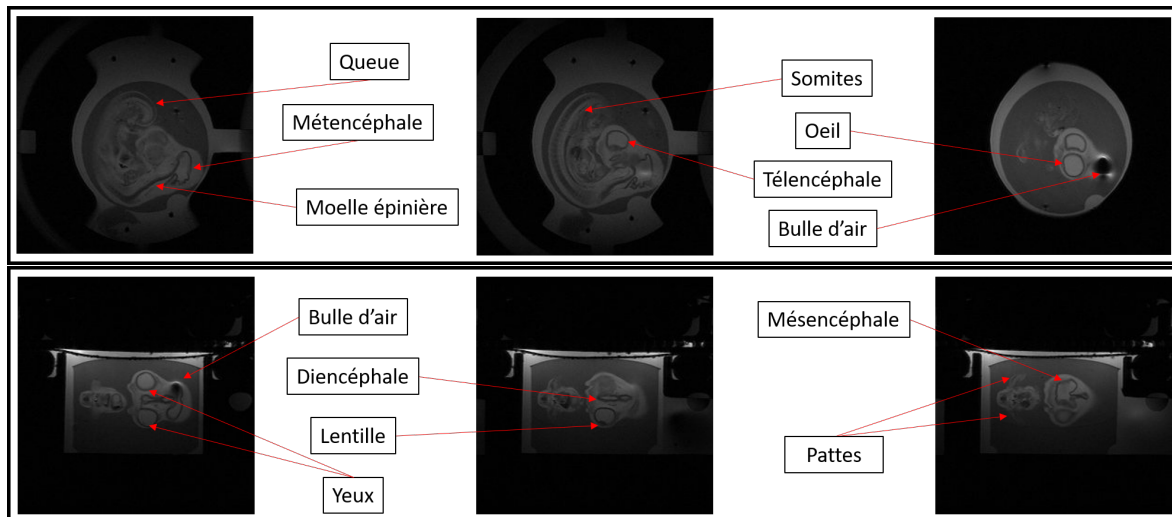 Queue
Métencéphale
Moelle épinière
Somites
Oeil
Télencéphale
Bulle d'air
Bulle d'air
Diencéphale
Lentille
Yeux
Mésencéphale
Pattes